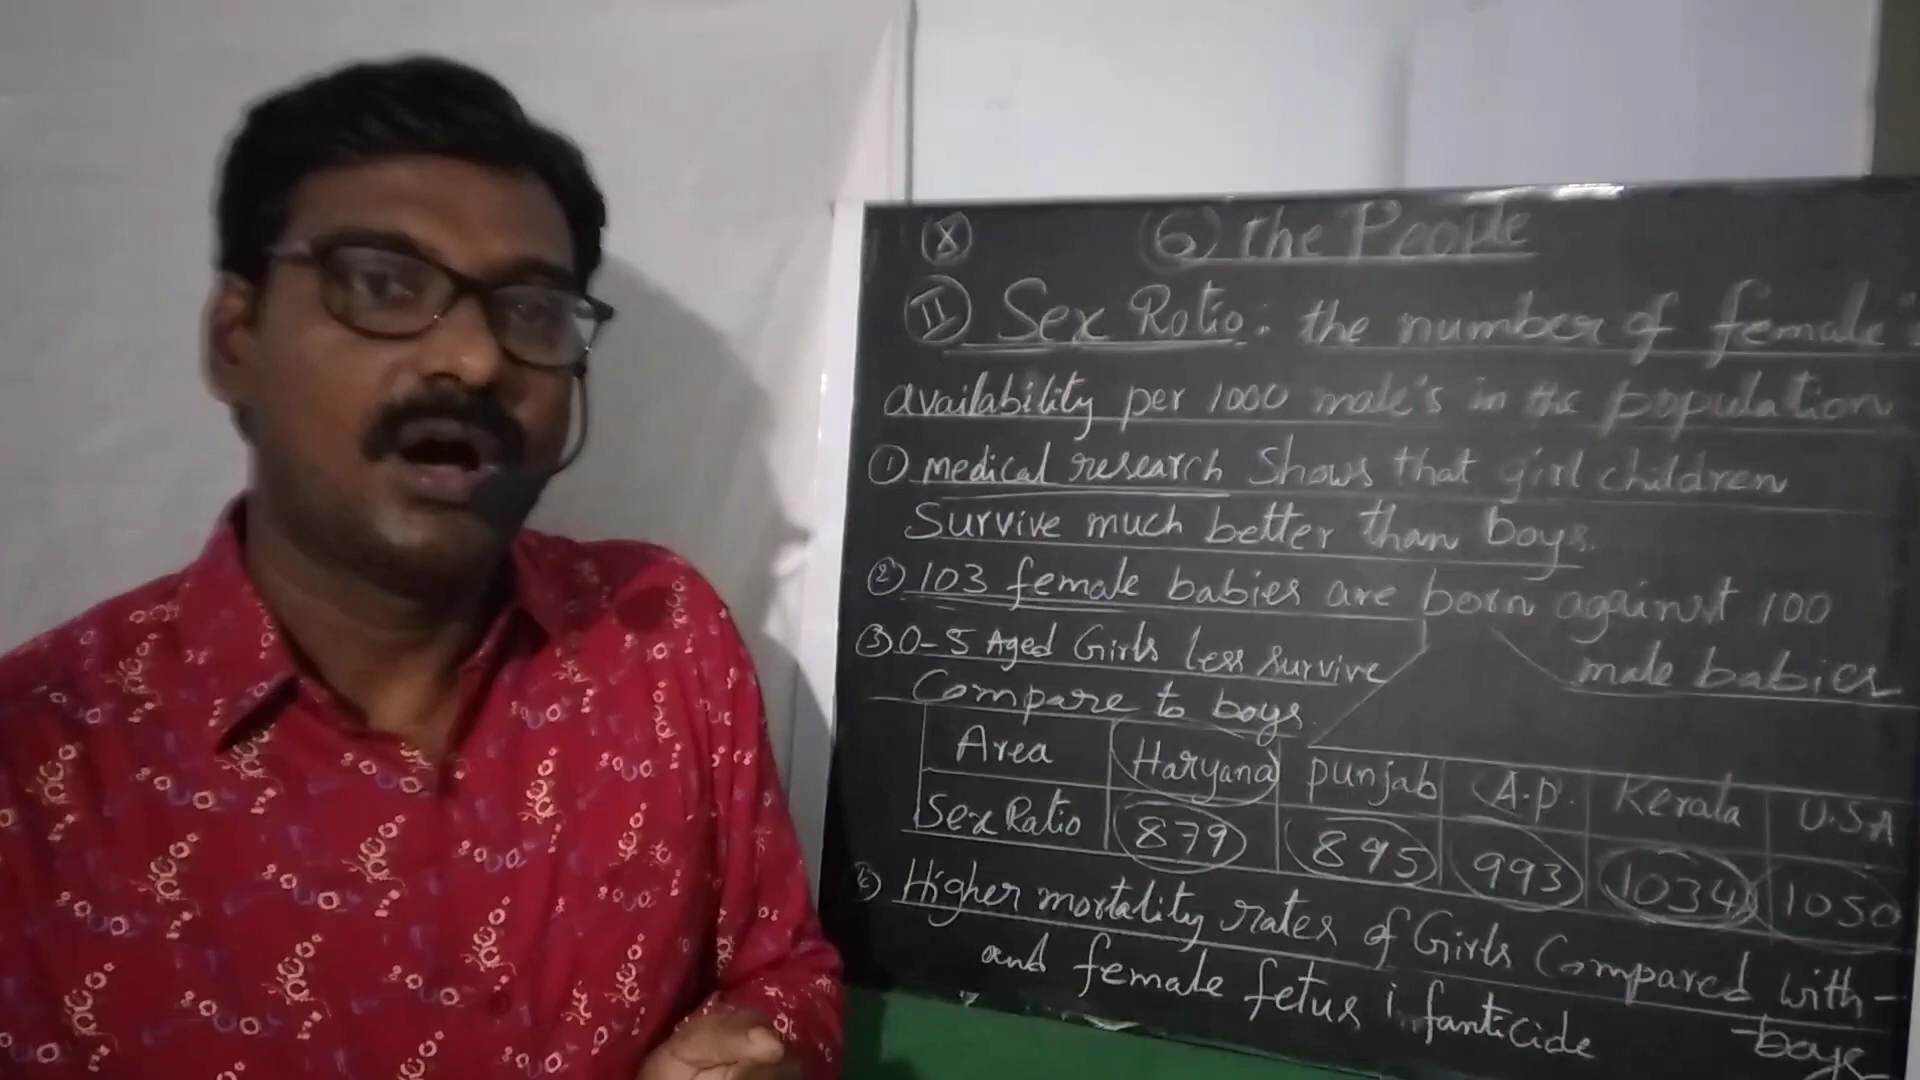 X
6 The People
II Sex Ratio: the number of female's
availability per 1000 male's in the population
1 medical research shows that girl children
Survive much better than boys.
2 103 female babies are born against 100
male babies
3 0-5 Aged Girls less survive
Compare to boys.
Area Haryana punjab A.P. Kerala U.S.A
Sex Ratio 879 895 993 1034 1050
Higher mortality rates of Girls Compared with -
boys
and female fetus infanticide